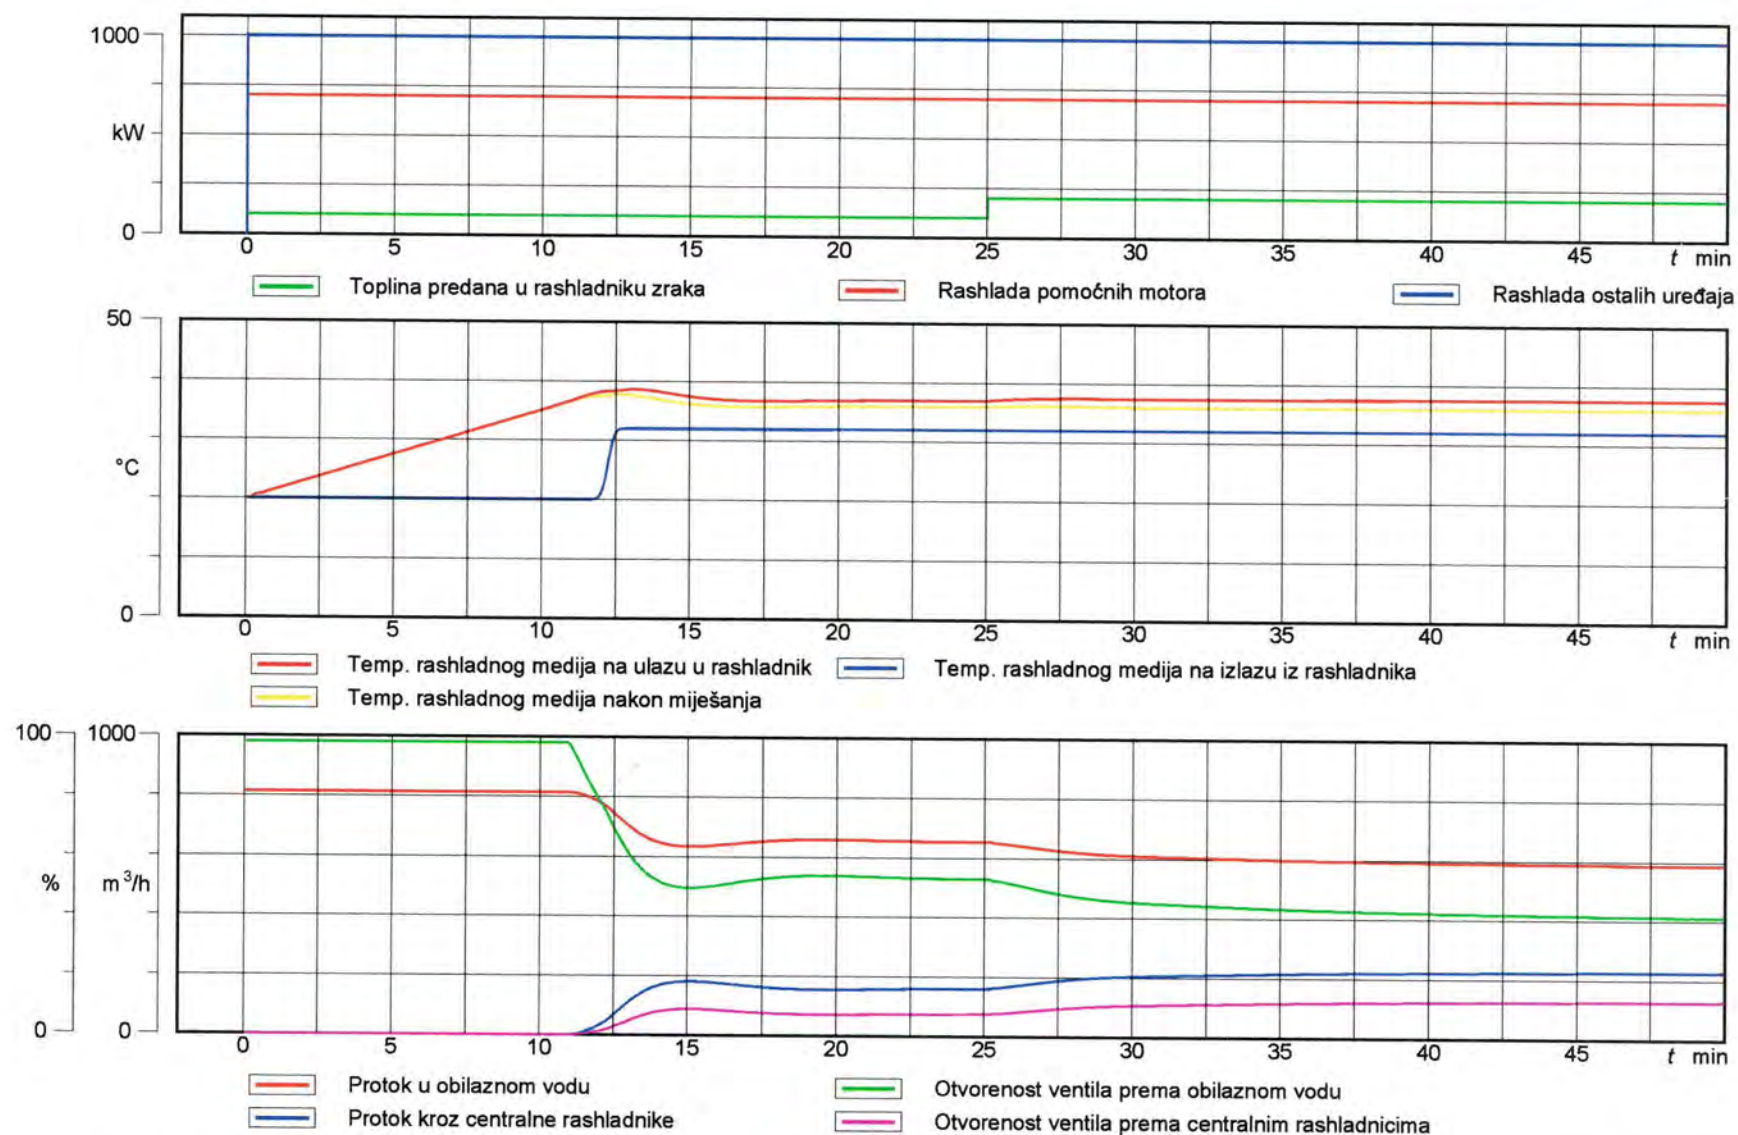 1000
kW
0
0 5 10 15 20 25 30 35 40 45 t min
Toplina predana u rashladniku zraka
Rashlada pomoćnih motora
Rashlada ostalih uređaja
50
°C
0
0 5 10 15 20 25 30 35 40 45 t min
Temp. rashladnog medija na ulazu u rashladnik
Temp. rashladnog medija na izlazu iz rashladnika
Temp. rashladnog medija nakon miješanja
100 1000
% m³/h
0 0
0 5 10 15 20 25 30 35 40 45 t min
Protok u obilaznom vodu
Otvorenost ventila prema obilaznom vodu
Protok kroz centralne rashladnike
Otvorenost ventila prema centralnim rashladnicima